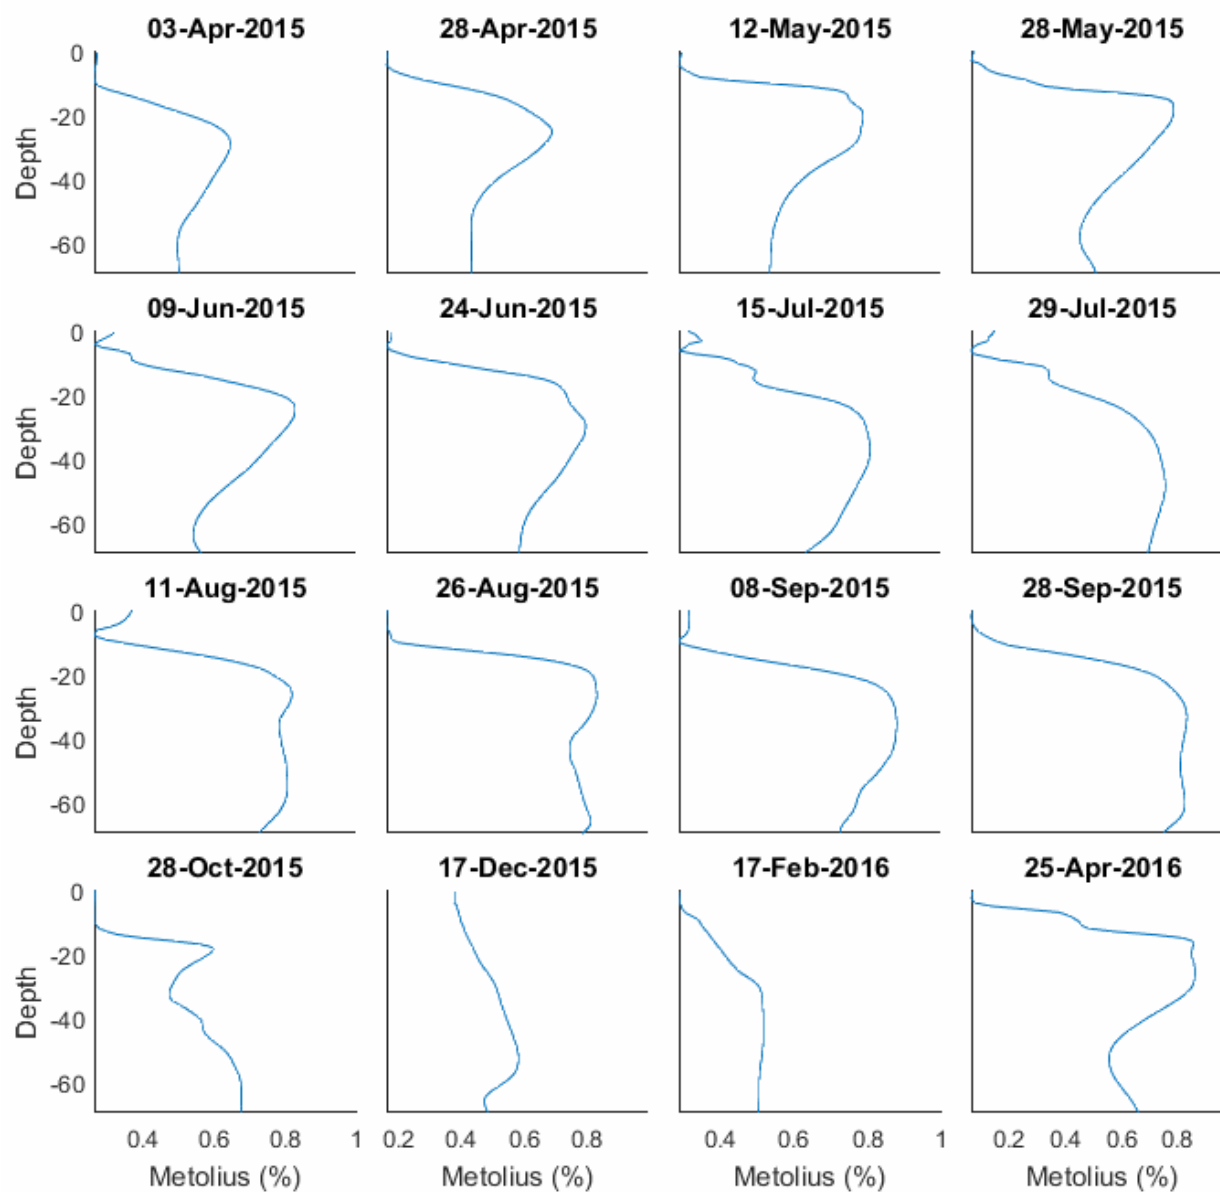 03-Apr-2015 28-Apr-2015 12-May-2015 28-May-2015
0
-20
-40
-60
Depth
09-Jun-2015 24-Jun-2015 15-Jul-2015 29-Jul-2015
0
-20
-40
-60
Depth
11-Aug-2015 26-Aug-2015 08-Sep-2015 28-Sep-2015
0
-20
-40
-60
Depth
28-Oct-2015 17-Dec-2015 17-Feb-2016 25-Apr-2016
0
-20
-40
-60
Depth
0.4 0.6 0.8 1 0.2 0.4 0.6 0.8 0.4 0.6 0.8 1 0.2 0.4 0.6 0.8
Metolius (%) Metolius (%) Metolius (%) Metolius (%)